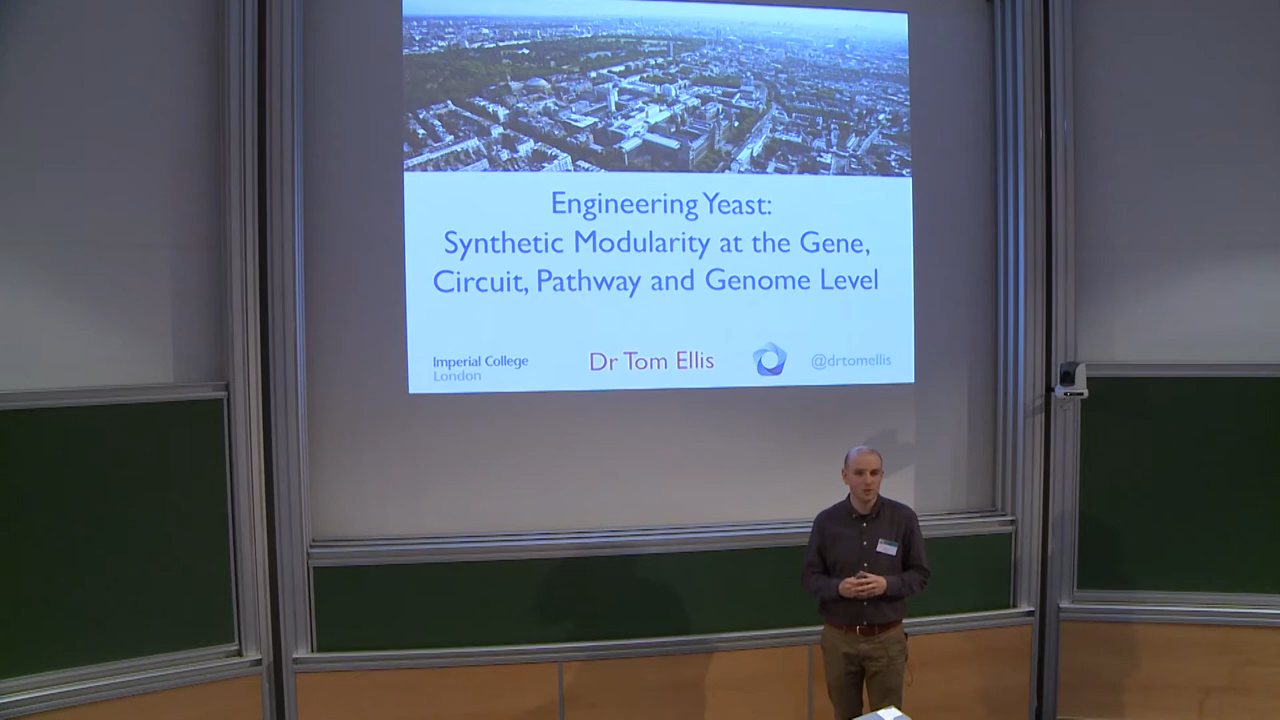 Engineering Yeast:
Synthetic Modularity at the Gene,
Circuit, Pathway and Genome Level
Imperial College
London
Dr Tom Ellis
@drtomellis